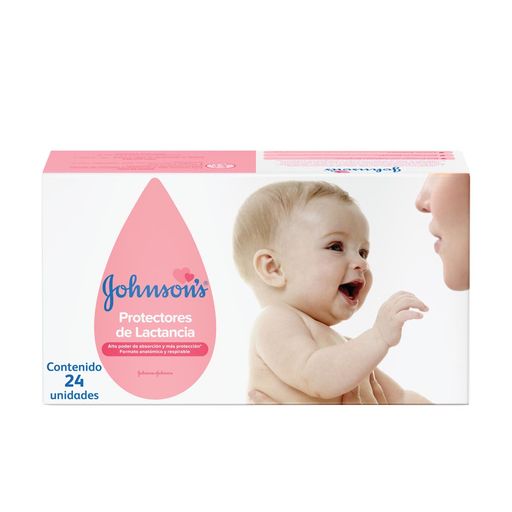 Johnson's
Protectores
de Lactancia
Alto poder de absorción y más protección*
Formato anatómico y respirable
Johnson & Johnson
Contenido
24
unidades